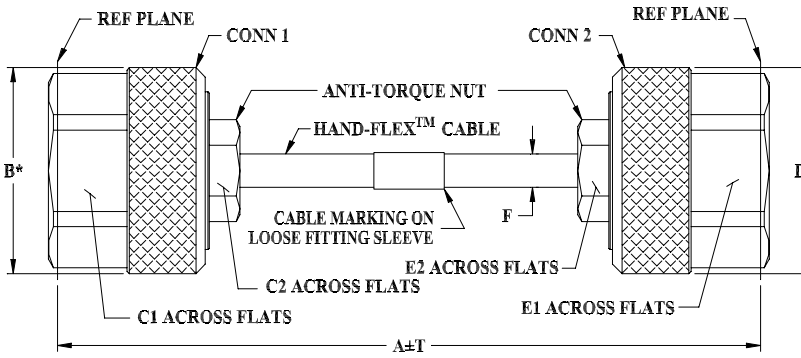 REF PLANE
REF PLANE
CONN 1
CONN 2
ANTI-TORQUE NUT
HAND-FLEX™ CABLE
B*
D
F
CABLE MARKING ON
LOOSE FITTING SLEEVE
E2 ACROSS FLATS
C2 ACROSS FLATS
E1 ACROSS FLATS
C1 ACROSS FLATS
A±T